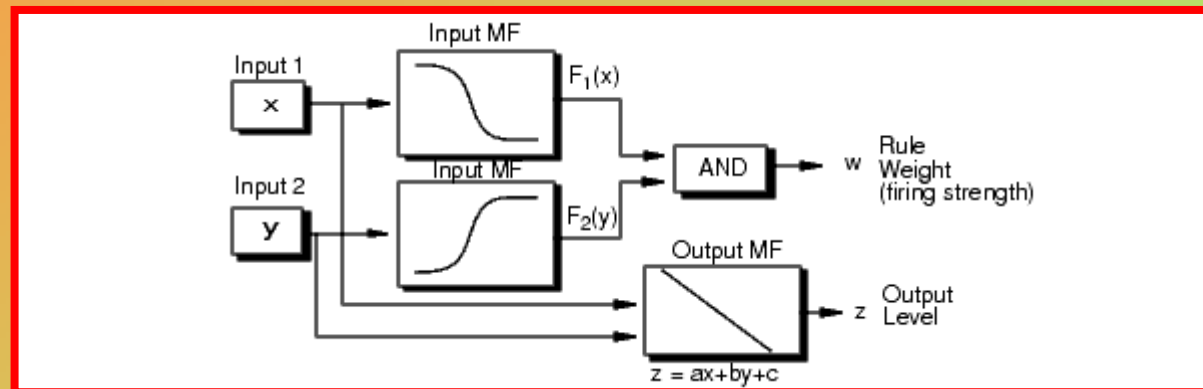 Input MF
Input 1
x
F₁(x)
Input MF
AND
w
Rule
Weight
(firing strength)
Input 2
y
F₂(y)
Output MF
z
Output
Level
z = ax+by+c